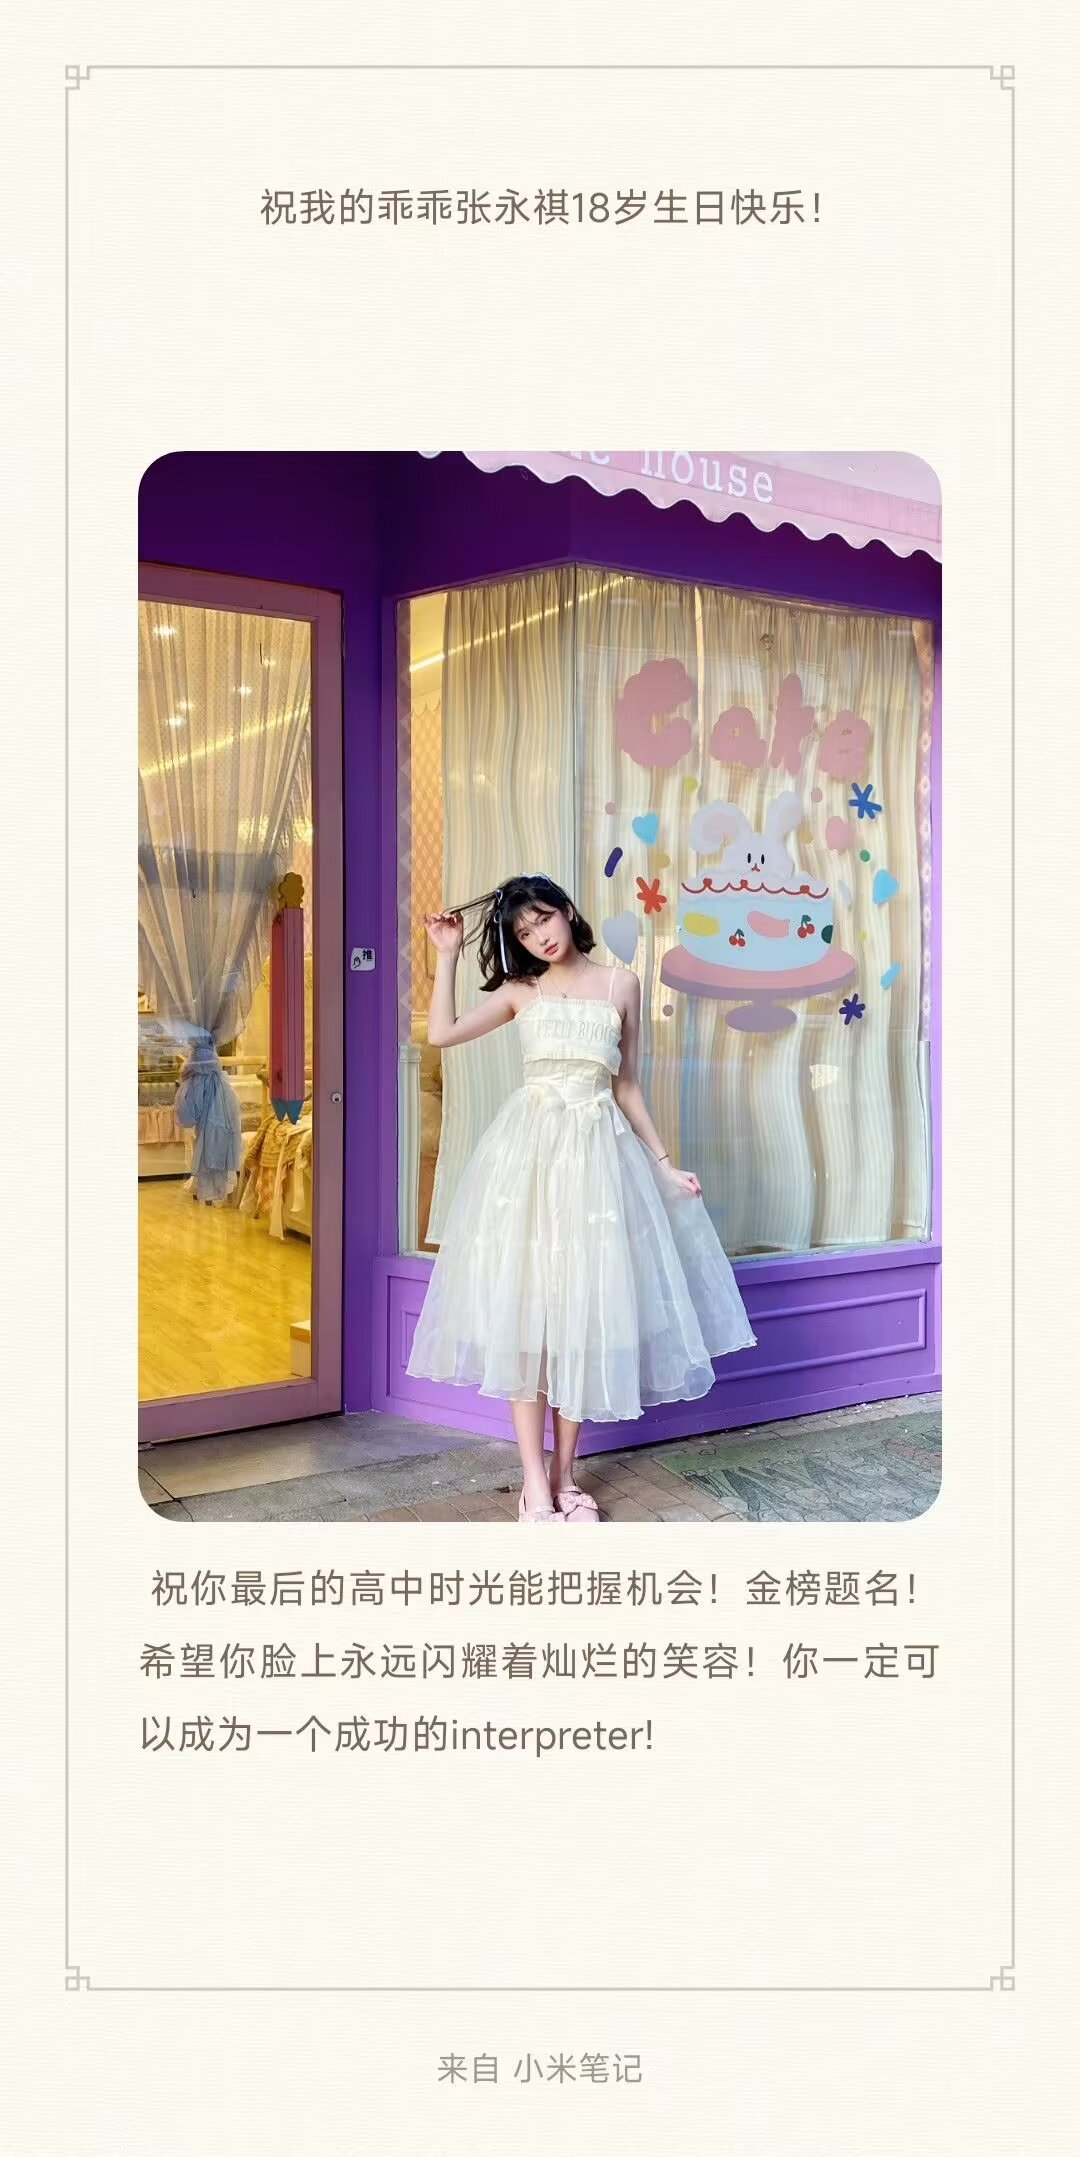 祝我的乖乖张永祺18岁生日快乐！
house
Cake
推
PETIT BIJOU
祝你最后的高中时光能把握机会！金榜题名！
希望你脸上永远闪耀着灿烂的笑容！你一定可
以成为一个成功的interpreter!
来自 小米笔记